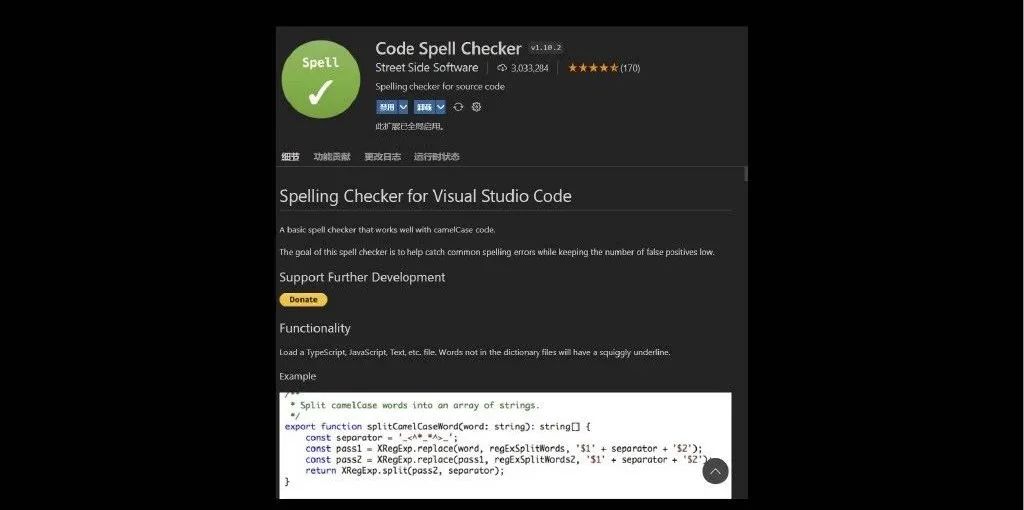 Spell
Code Spell Checker v1.10.2
Street Side Software 3,033,284 (170)
Spelling checker for source code
禁用 卸载
此扩展已全局启用。
细节 功能贡献 更改日志 运行时状态
Spelling Checker for Visual Studio Code
A basic spell checker that works well with camelCase code.
The goal of this spell checker is to help catch common spelling errors while keeping the number of false positives low.
Support Further Development
Donate
Functionality
Load a TypeScript, JavaScript, Text, etc. file. Words not in the dictionary files will have a squiggly underline.
Example
/**
* Split camelCase words into an array of strings.
*/
export function splitCamelCaseWord(word: string): string[] {
const separator = '_<^*_*^>_';
const pass1 = XRegExp.replace(word, regExSplitWords, '$1' + separator + '$2');
const pass2 = XRegExp.replace(pass1, regExSplitWords2, '$1' + separator + '$2')
return XRegExp.split(pass2, separator);
}